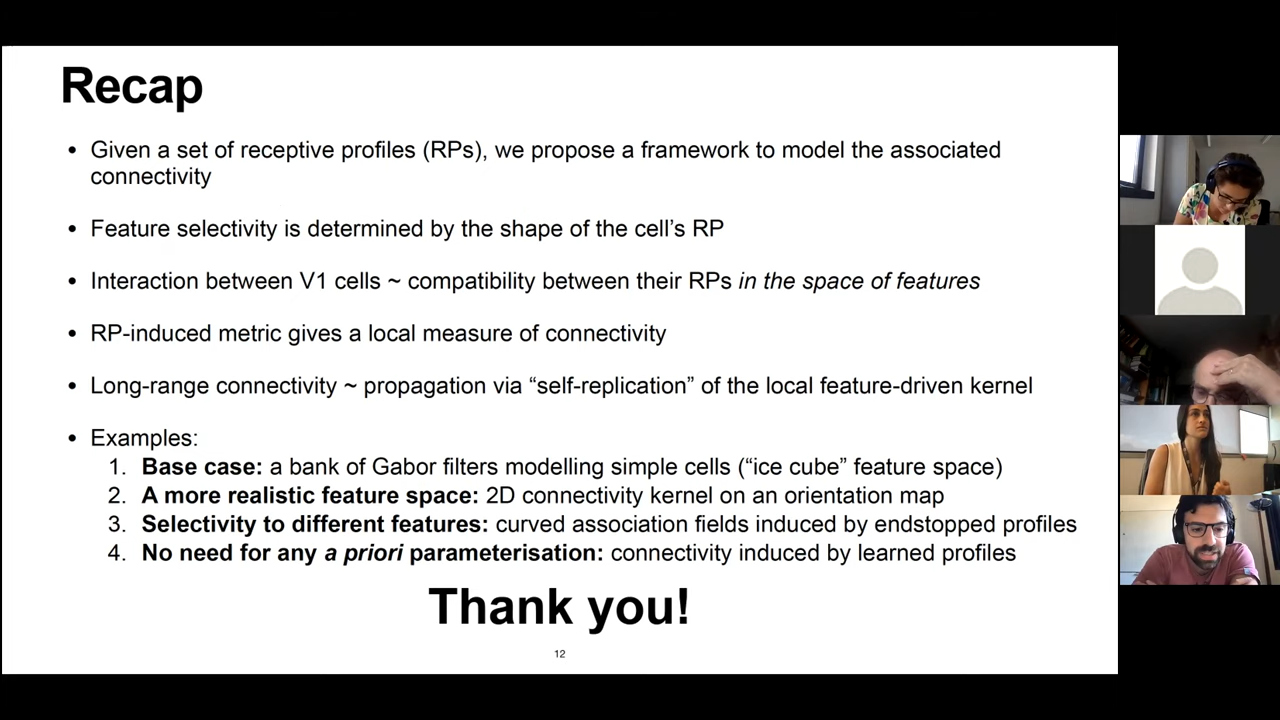 Recap
• Given a set of receptive profiles (RPs), we propose a framework to model the associated
connectivity
• Feature selectivity is determined by the shape of the cell’s RP
• Interaction between V1 cells ~ compatibility between their RPs in the space of features
• RP-induced metric gives a local measure of connectivity
• Long-range connectivity ~ propagation via “self-replication” of the local feature-driven kernel
• Examples:
1. Base case: a bank of Gabor filters modelling simple cells (“ice cube” feature space)
2. A more realistic feature space: 2D connectivity kernel on an orientation map
3. Selectivity to different features: curved association fields induced by endstopped profiles
4. No need for any a priori parameterisation: connectivity induced by learned profiles
Thank you!
12